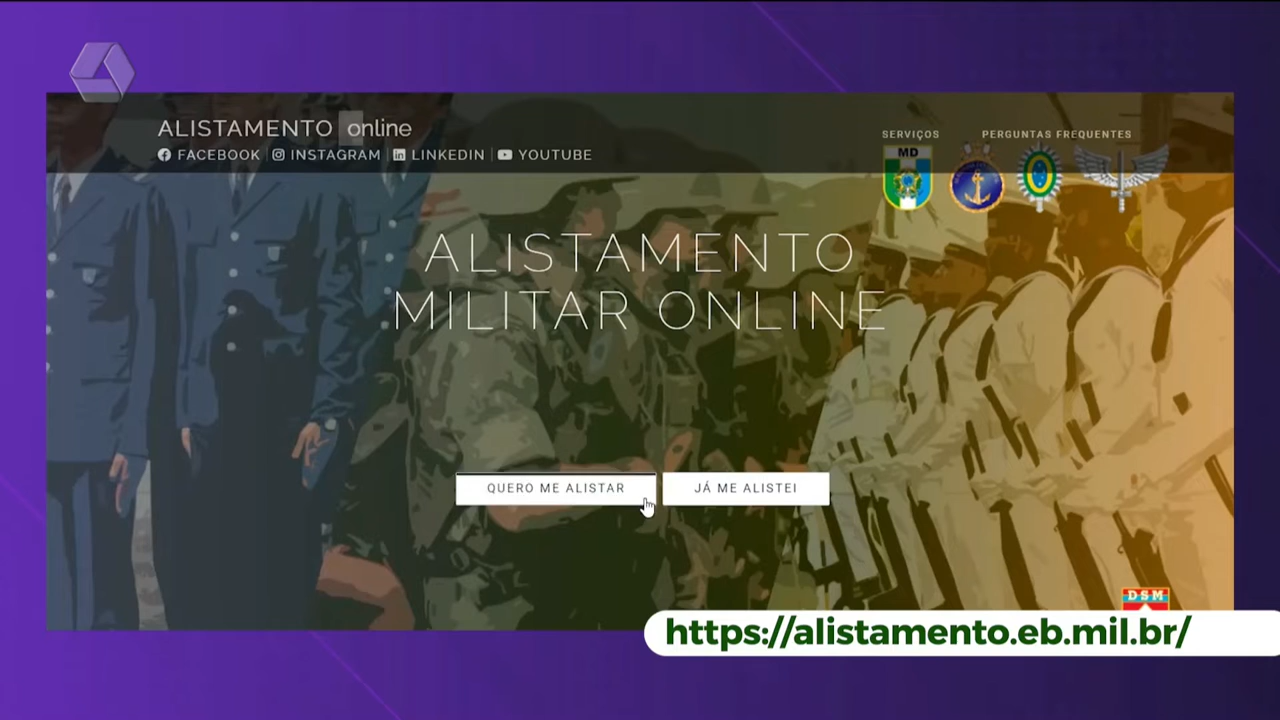 ALISTAMENTO online
FACEBOOK | INSTAGRAM | LINKEDIN | YOUTUBE
SERVIÇOS PERGUNTAS FREQUENTES
MD
ALISTAMENTO
MILITAR ONLINE
QUERO ME ALISTAR JÁ ME ALISTEI
DSM
https://alistamento.eb.mil.br/